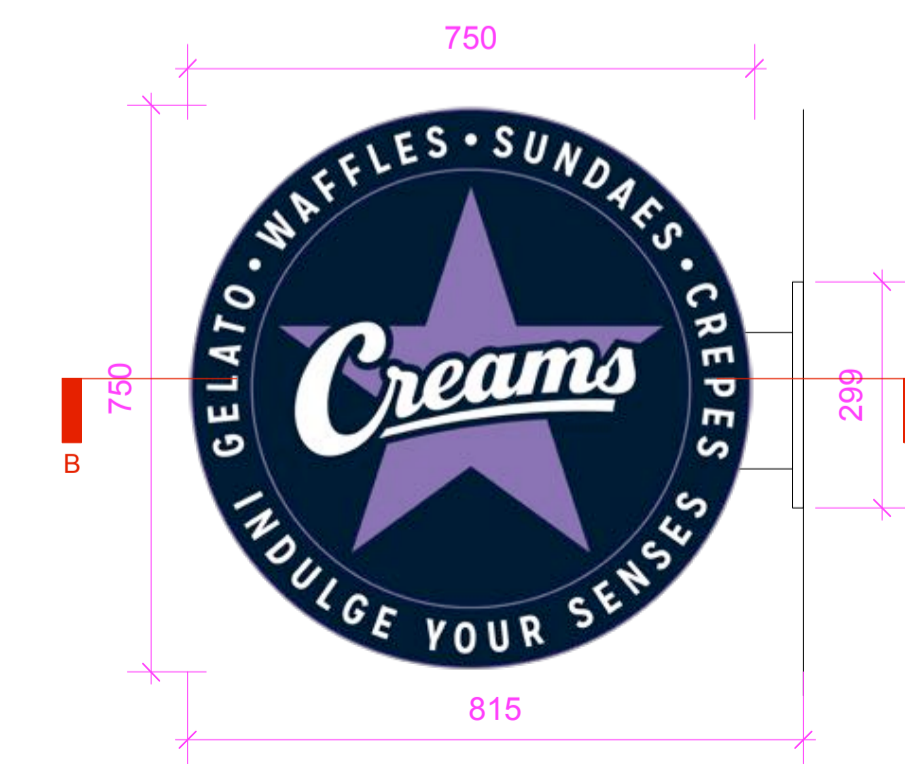 750
GELATO • WAFFLES • SUNDAES • CREPES
Creams
INDULGE YOUR SENSES
750
299
B
815